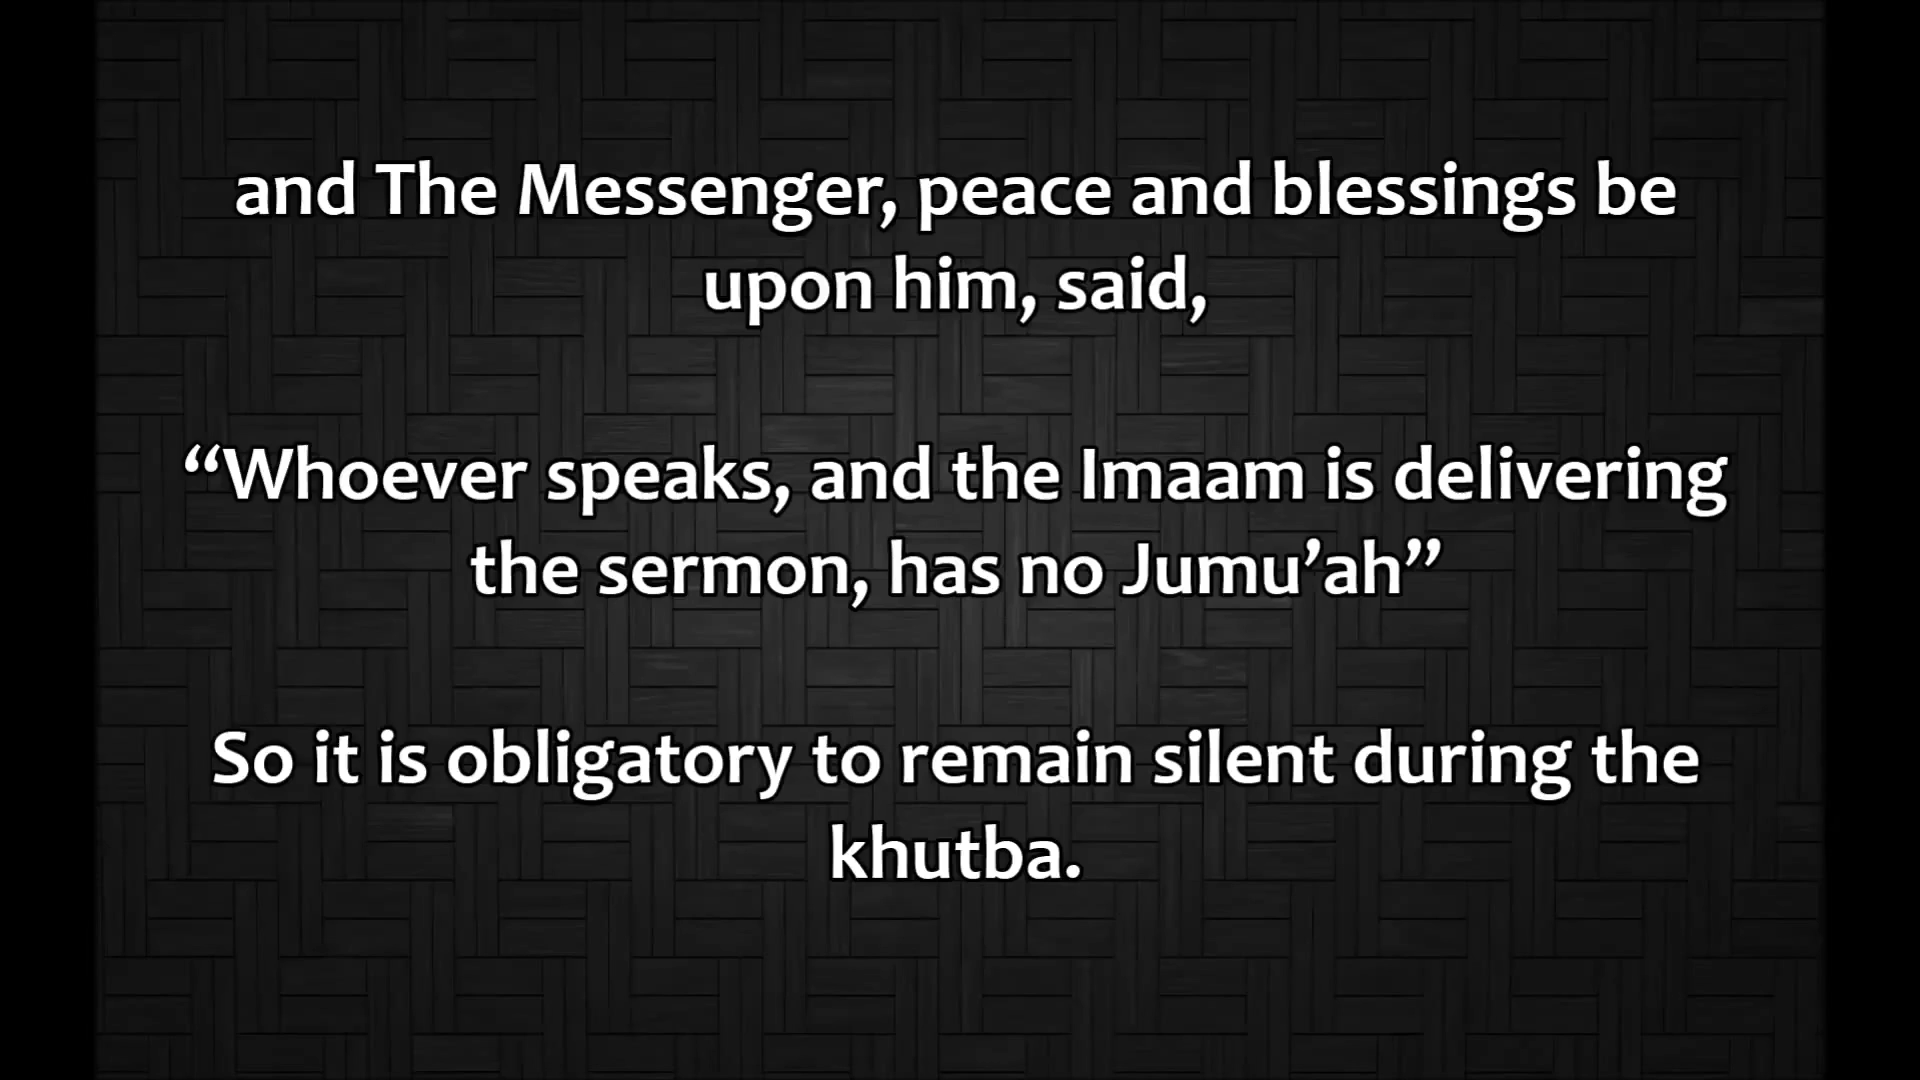 and The Messenger, peace and blessings be
upon him, said,
“Whoever speaks, and the Imaam is delivering
the sermon, has no Jumu’ah”
So it is obligatory to remain silent during the
khutba.